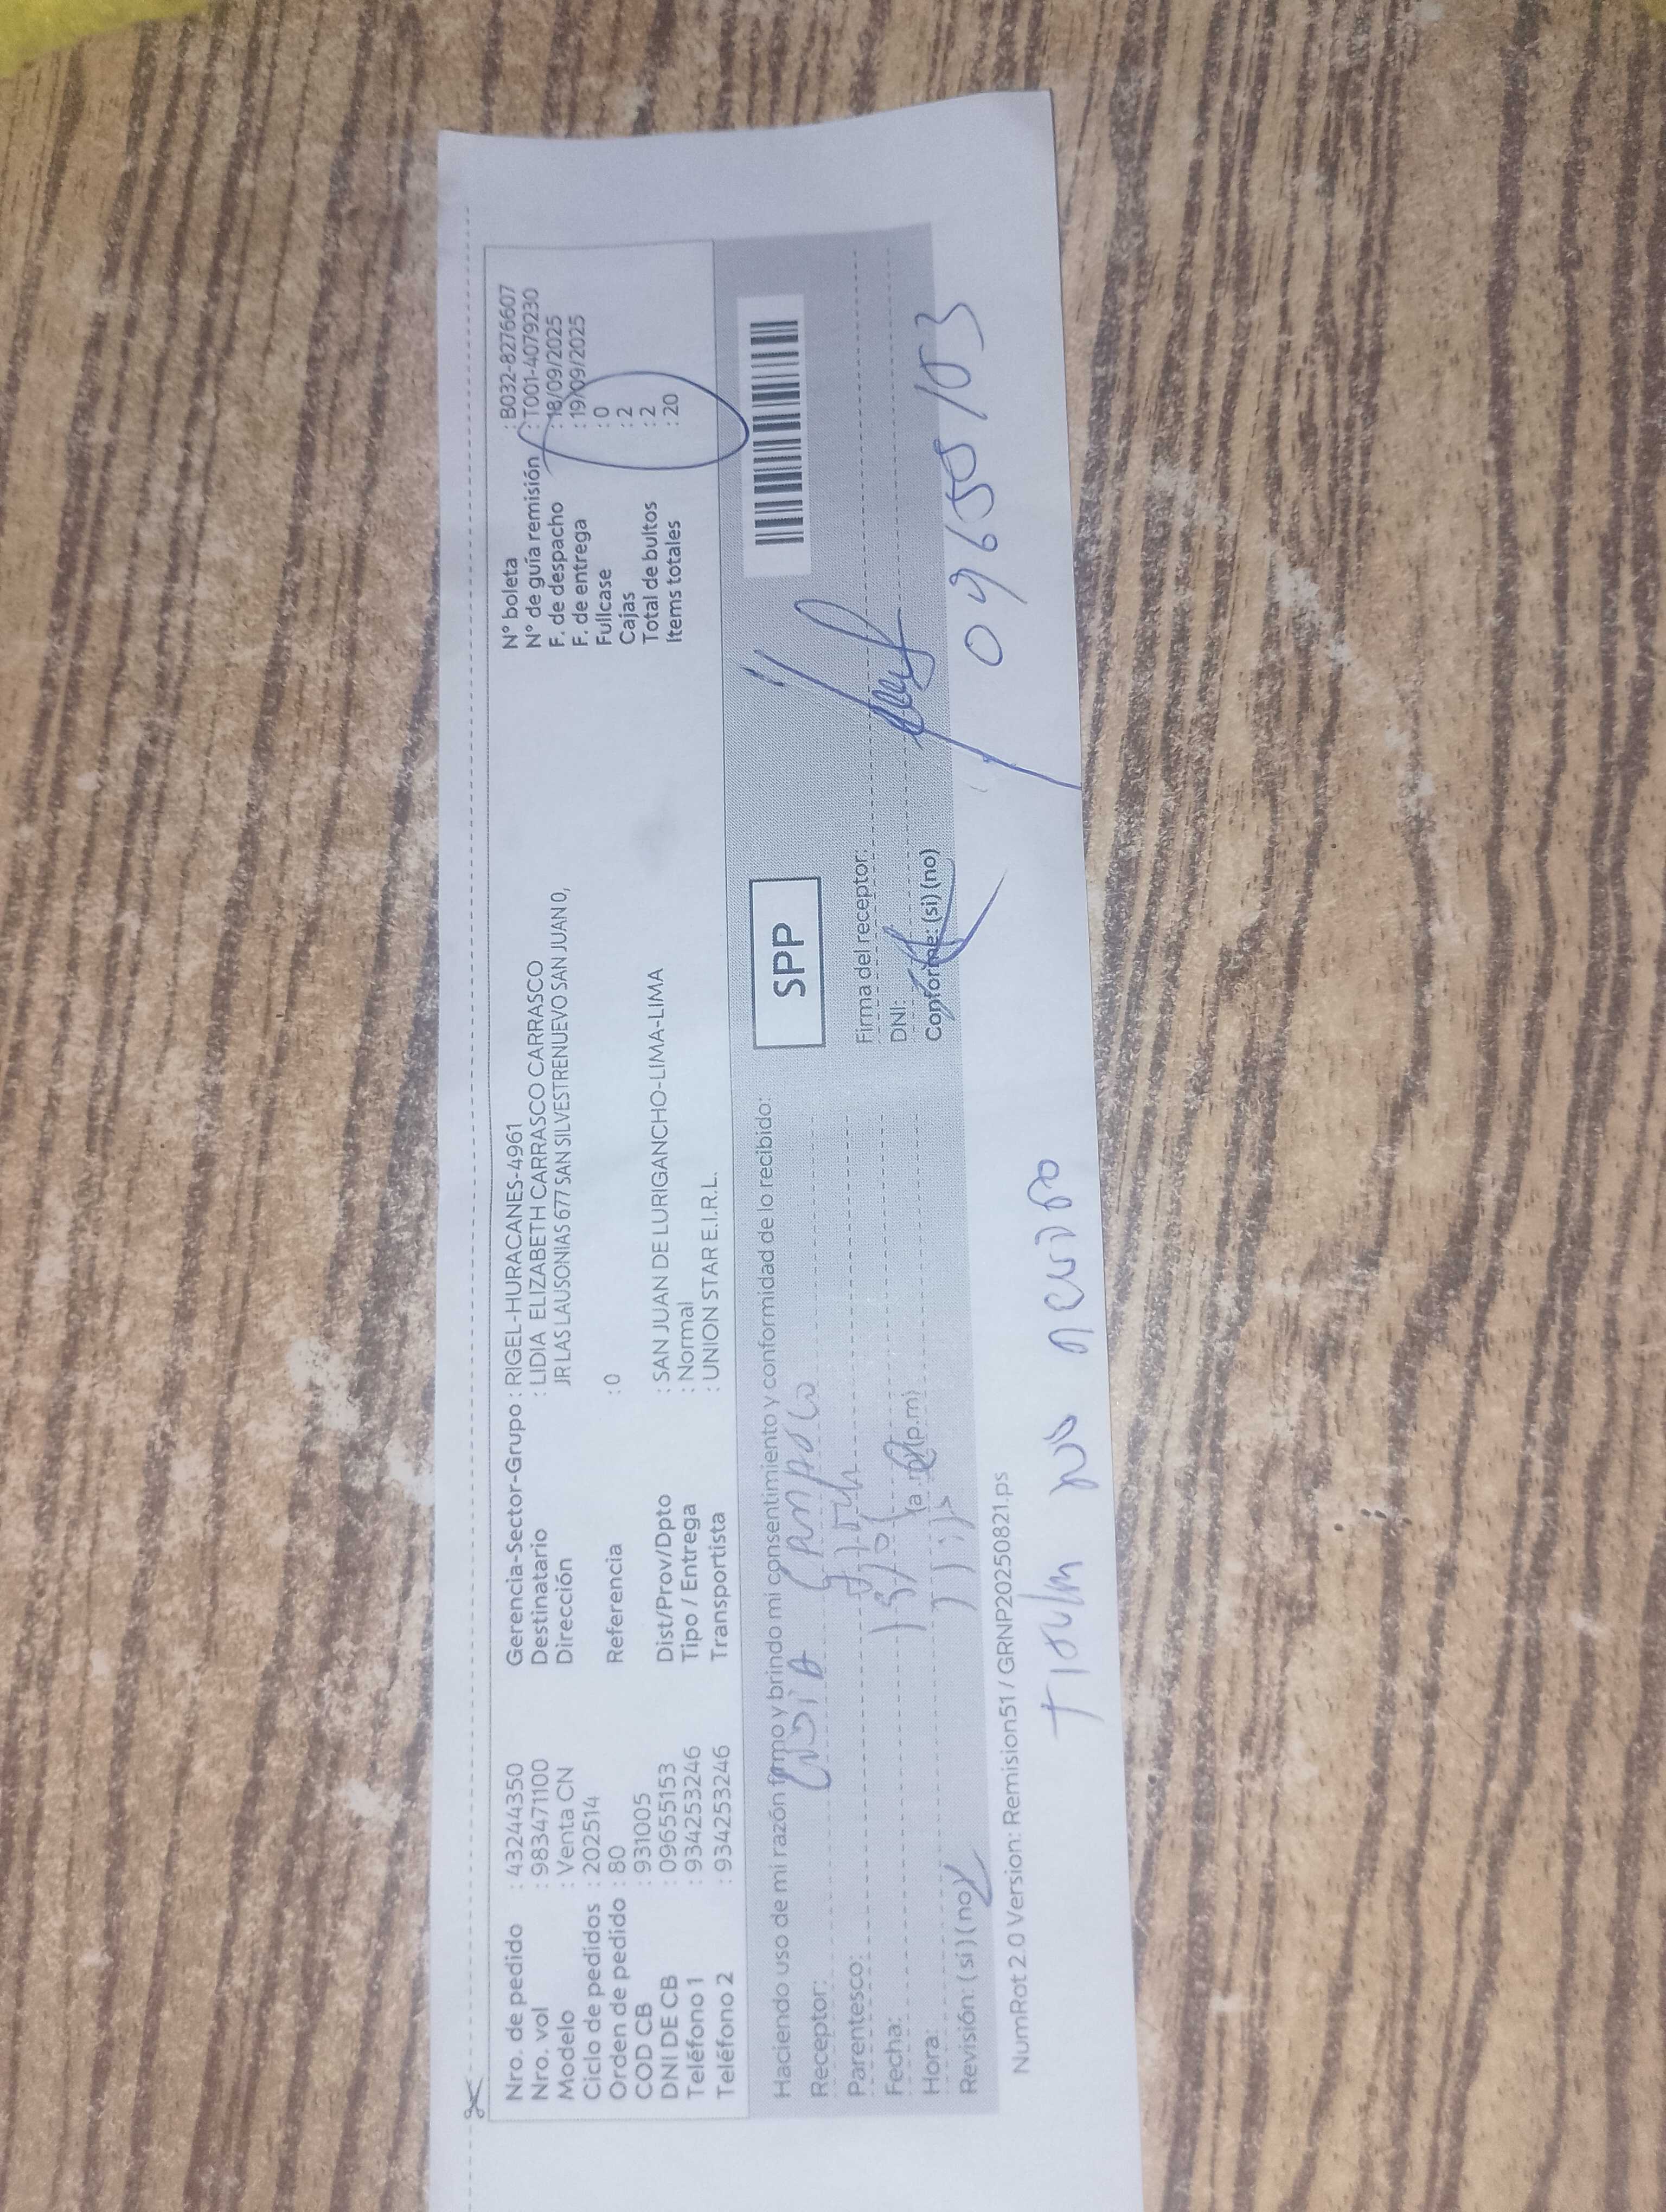 Nro. de pedido : 43244350
Nro. vol : 983471100
Modelo : Venta CN
Ciclo de pedidos : 202514
Orden de pedido : 80
COD CB : 931005
DNI DE CB : 09655153
Teléfono 1 : 934253246
Teléfono 2 : 934253246
Gerencia-Sector-Grupo : RIGEL-HURACANES-4961
Destinatario : LIDIA ELIZABETH CARRASCO CARRASCO
Dirección JR LAS LAUSONIAS 677 SAN SILVESTRENUEVO SAN JUAN 0,
Referencia : 0
Dist/Prov/Dpto : SAN JUAN DE LURIGANCHO-LIMA-LIMA
Tipo / Entrega : Normal
Transportista : UNION STAR E.I.R.L.
N° boleta : B032-8276607
N° de guía remisión : T001-4079230
F. de despacho : 18/09/2025
F. de entrega : 19/09/2025
Fullcase : 0
Cajas : 2
Total de bultos : 2
Items totales : 20
Haciendo uso de mi razón firmo y brindo mi consentimiento y conformidad de lo recibido:
Receptor:
Parentesco:
Fecha:
Hora: (a.m) (p.m)
Revisión: (si) (no)
SPP
Firma del receptor:
DNI:
Conforme: (si) (no)
NumRot 2.0 Version: Remision51 / GRNP20250821.ps